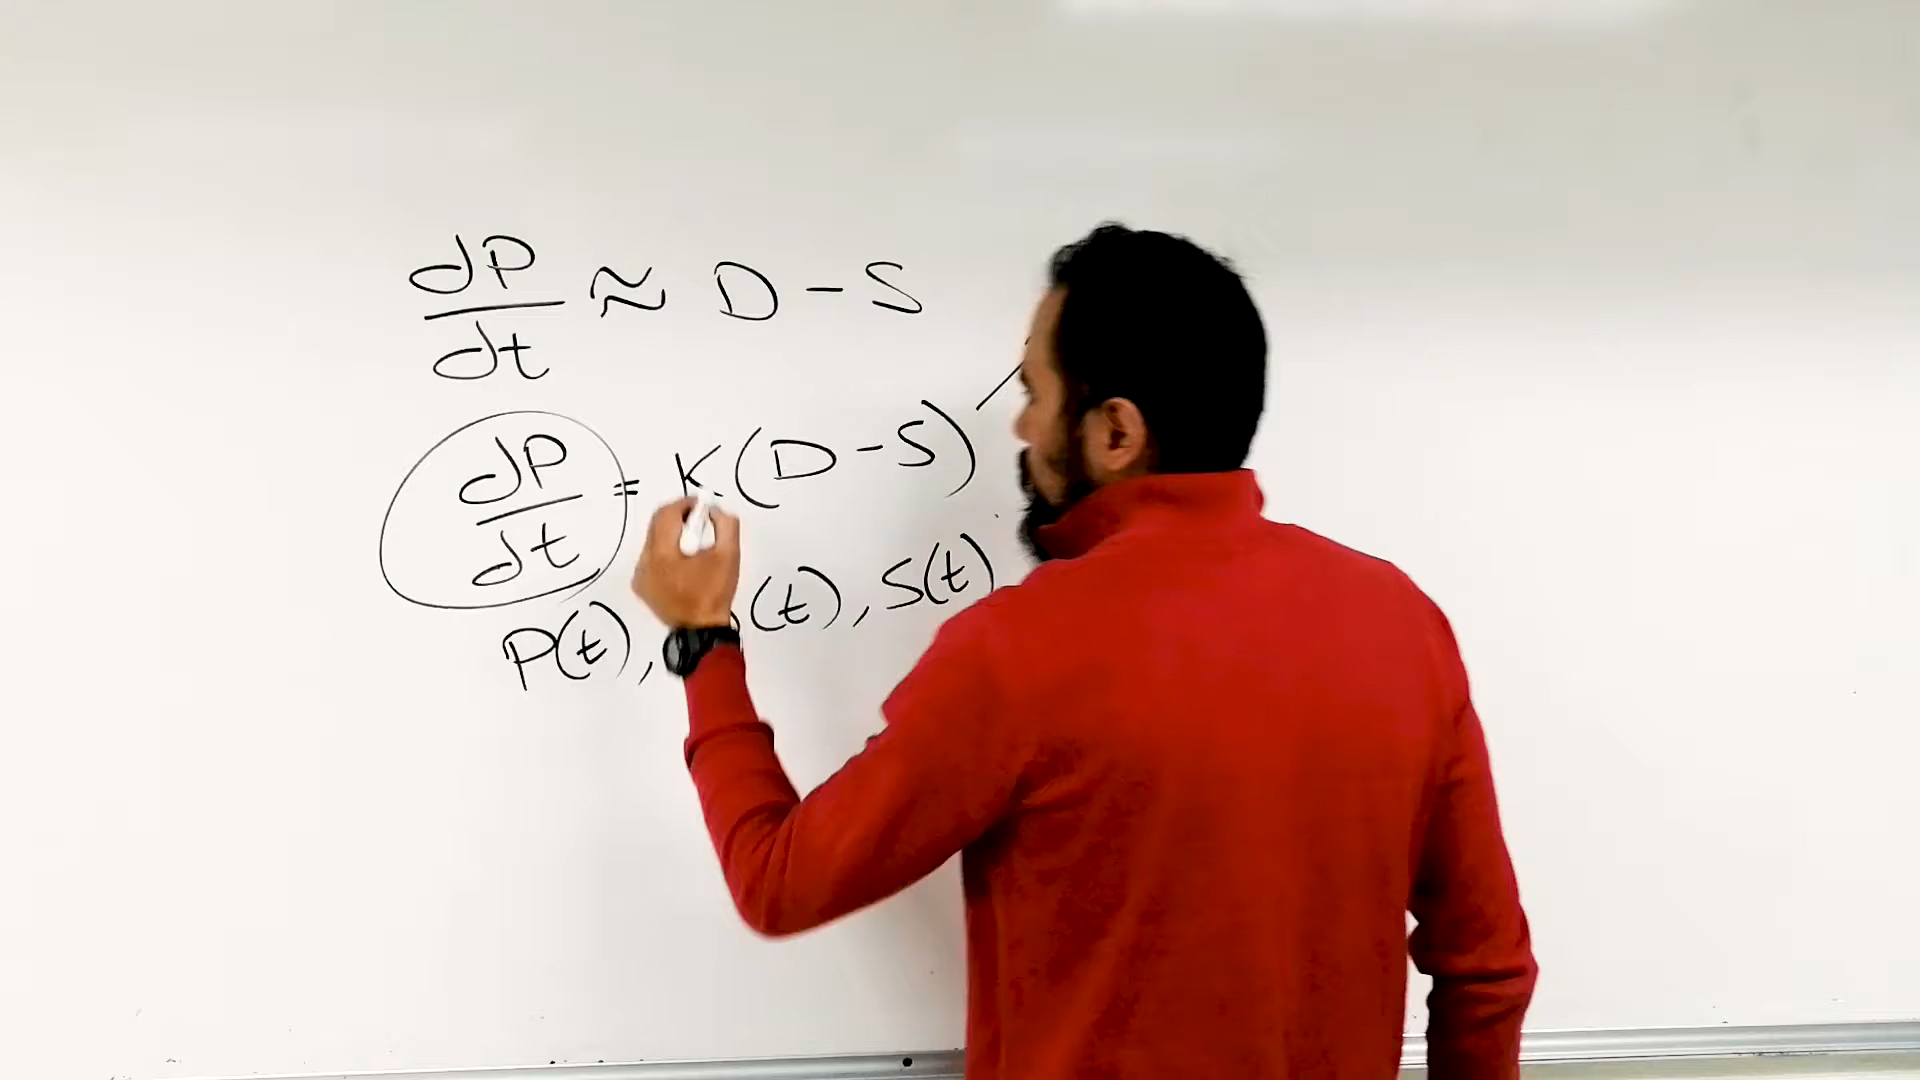 dP/dt ≈ D - S
dP/dt = K(D - S)
P(t), (t), S(t)